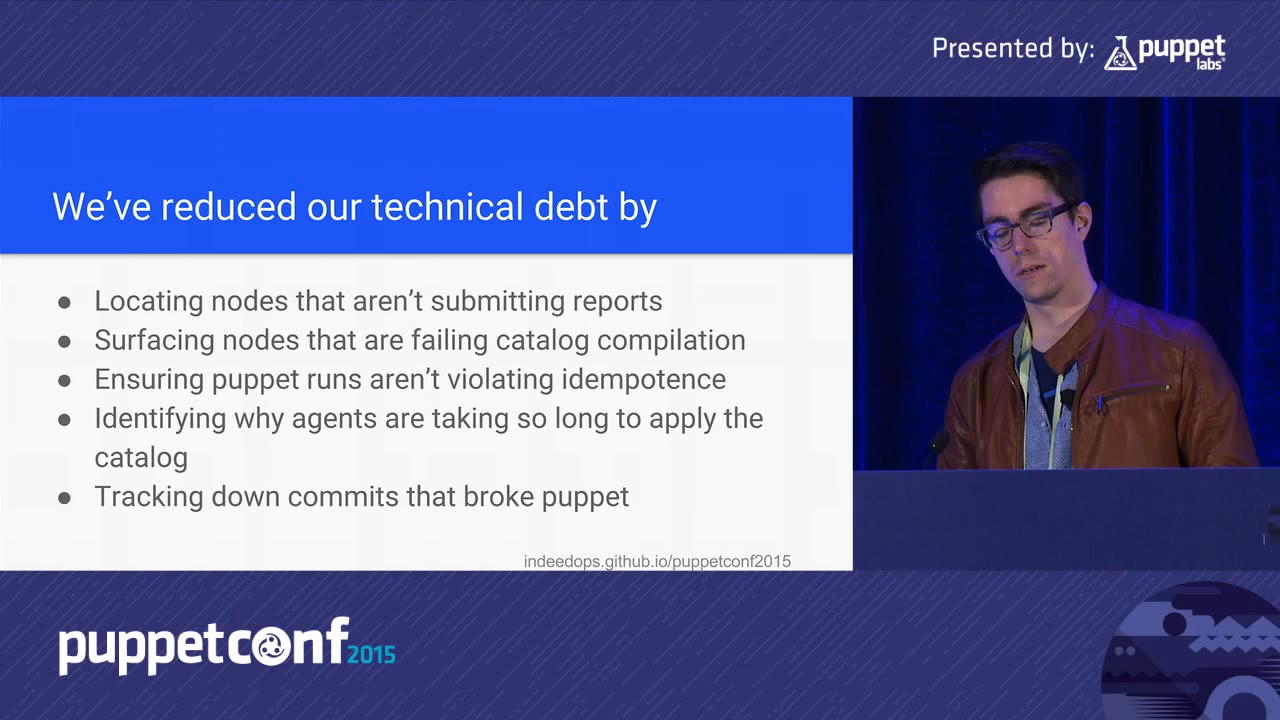 Presented by: puppet
labs
We've reduced our technical debt by
● Locating nodes that aren't submitting reports
● Surfacing nodes that are failing catalog compilation
● Ensuring puppet runs aren't violating idempotence
● Identifying why agents are taking so long to apply the
catalog
● Tracking down commits that broke puppet
indeedops.github.io/puppetconf2015
puppetconf 2015